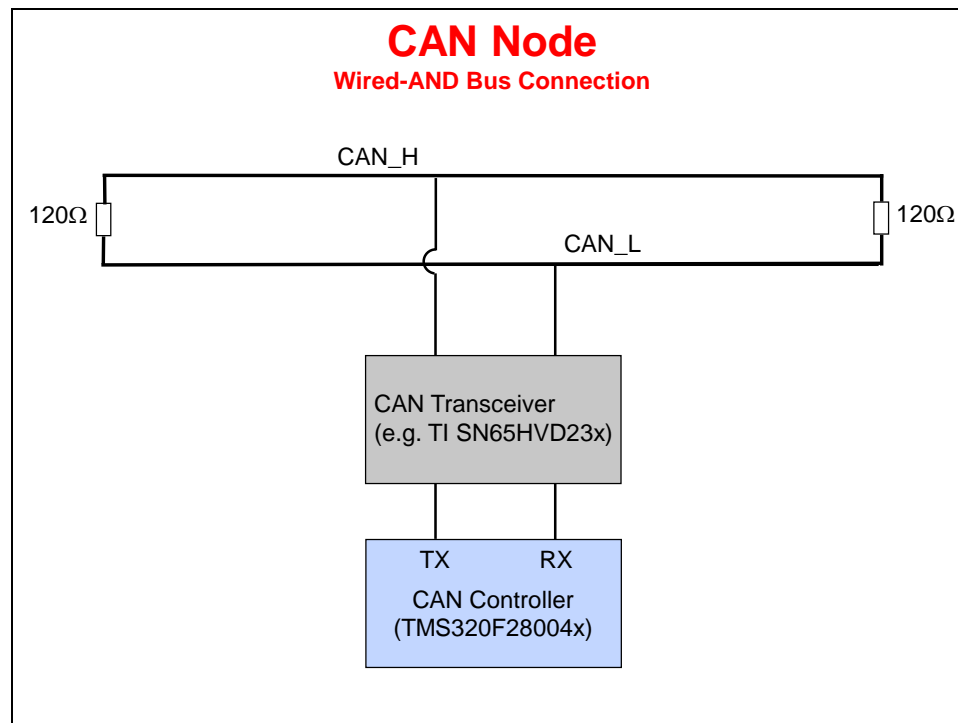 CAN Node
Wired-AND Bus Connection
CAN_H
120Ω
120Ω
CAN_L
CAN Transceiver
(e.g. TI SN65HVD23x)
TX RX
CAN Controller
(TMS320F28004x)